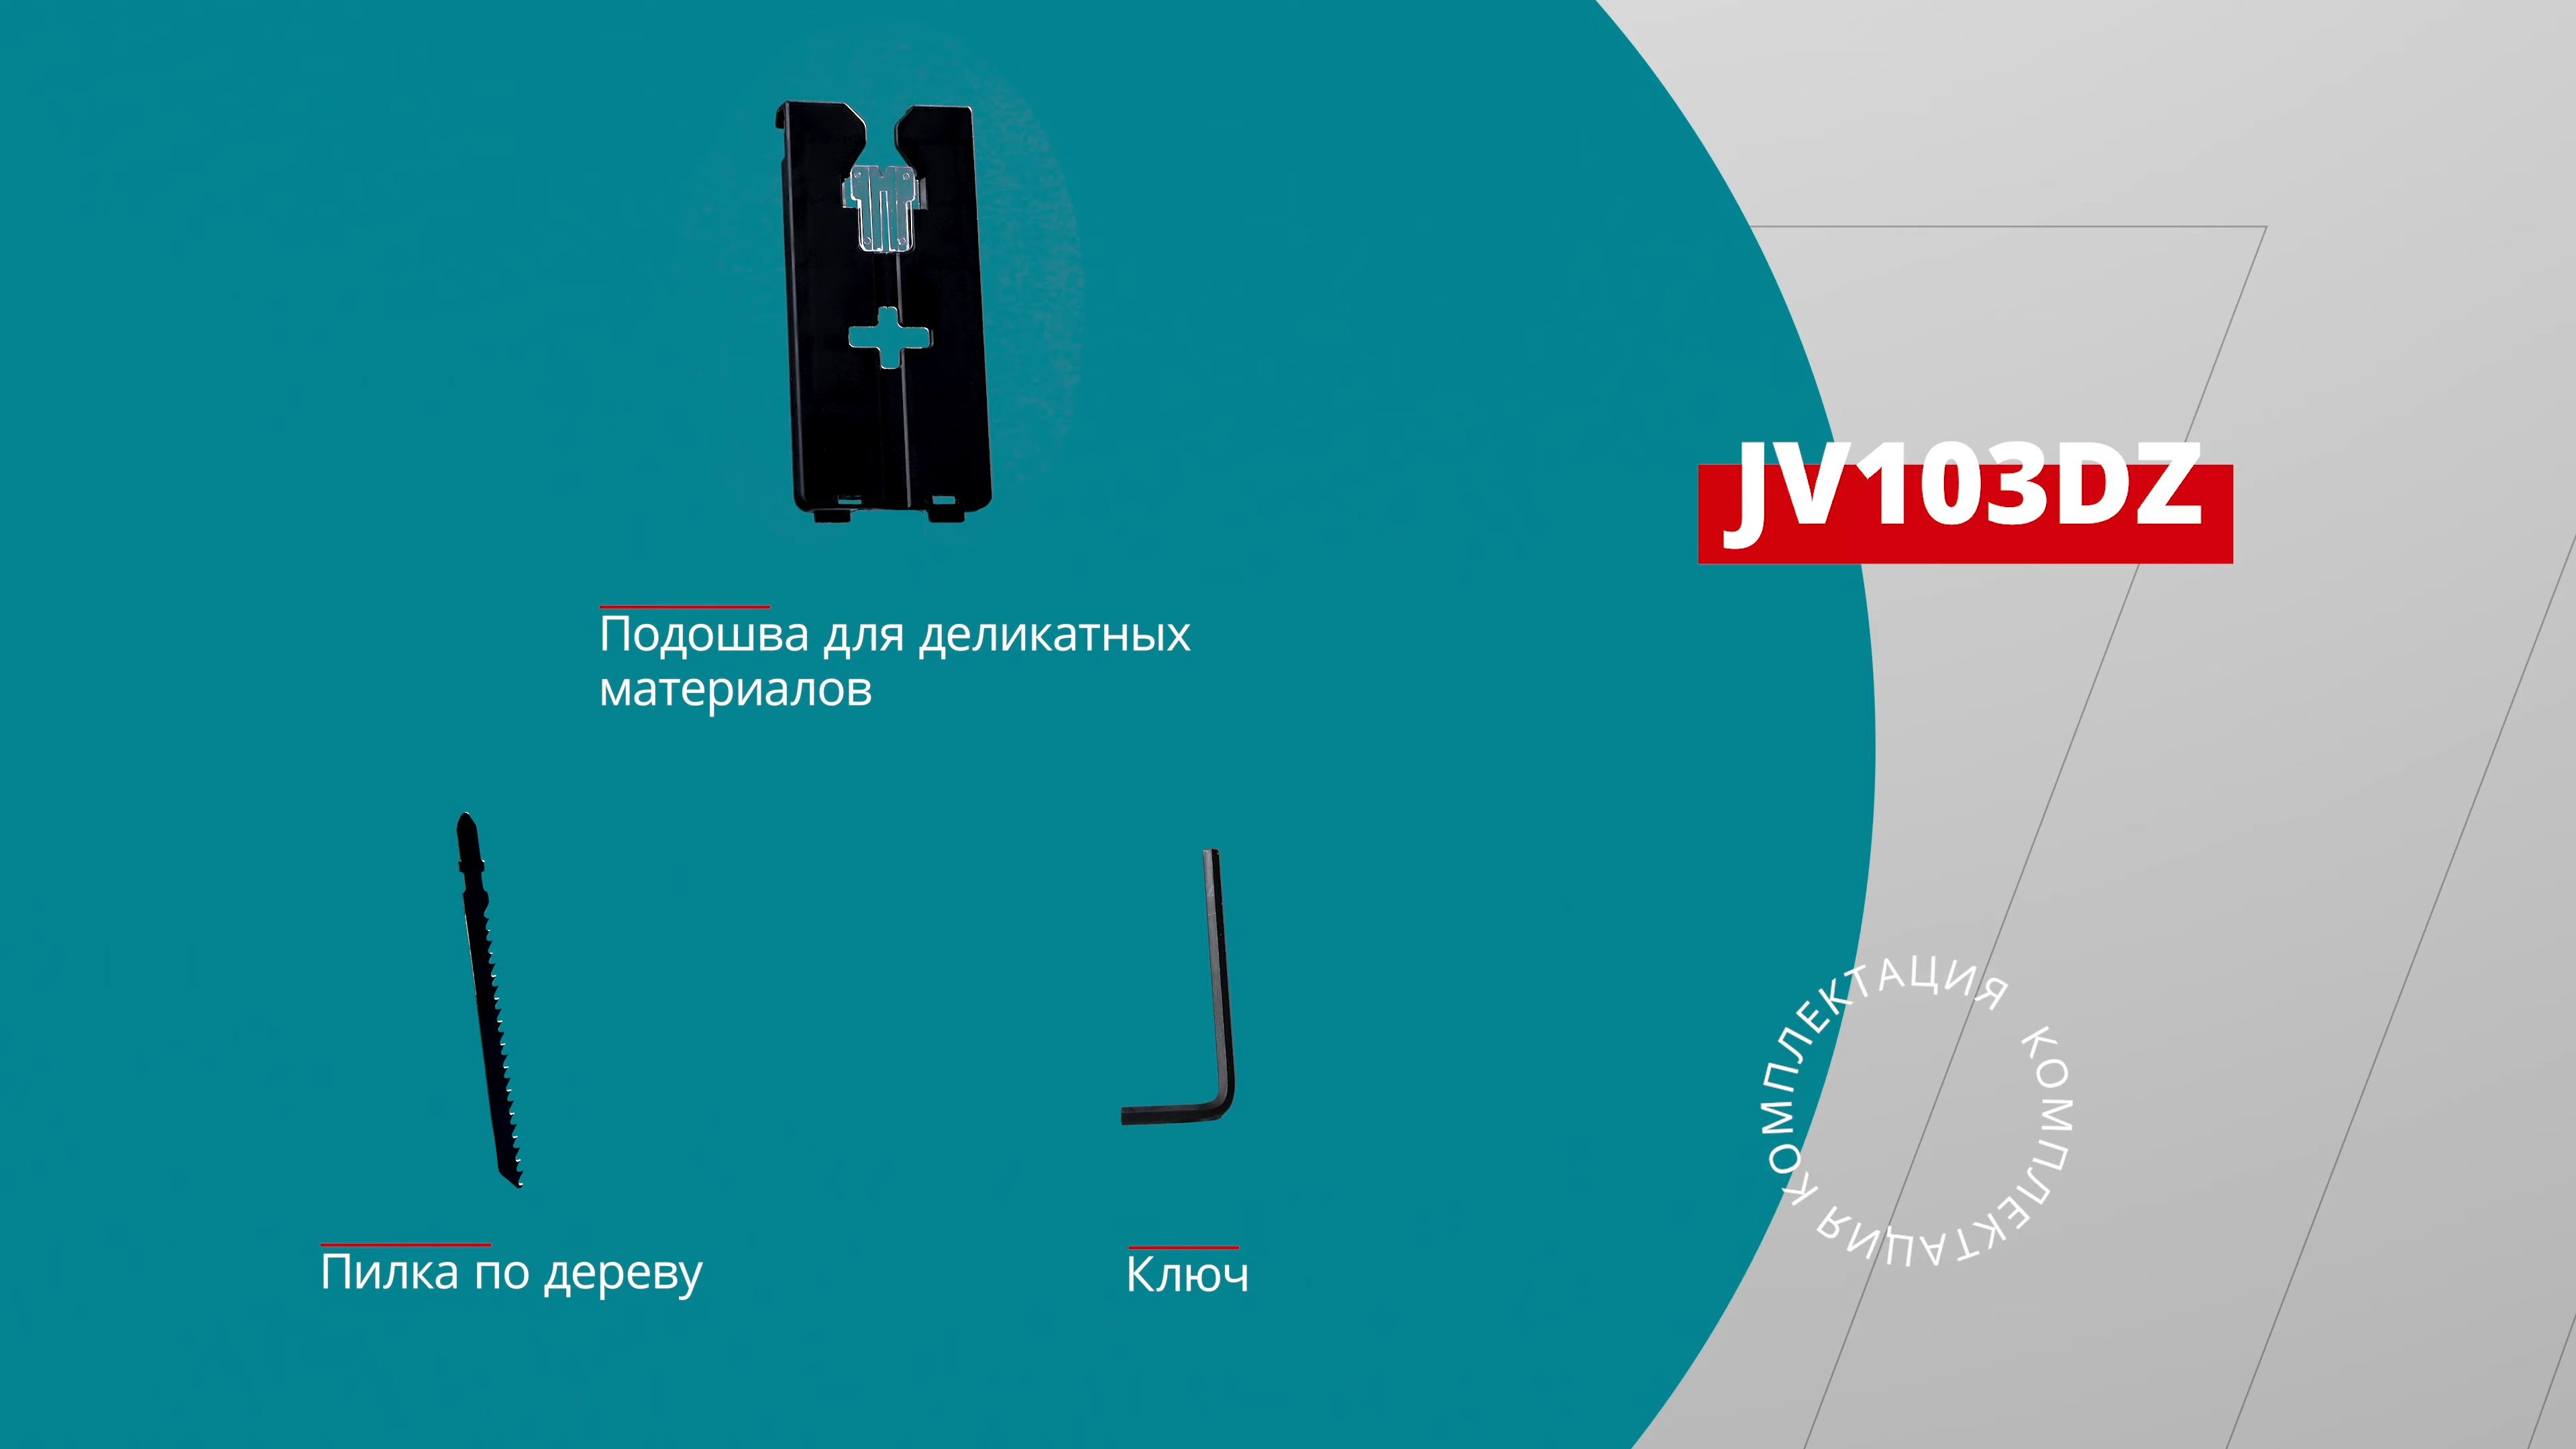 Подошва для деликатных
материалов
Пилка по дереву
Ключ
JV103DZ
КОМПЛЕКТАЦИЯ КОМПЛЕКТАЦИЯ